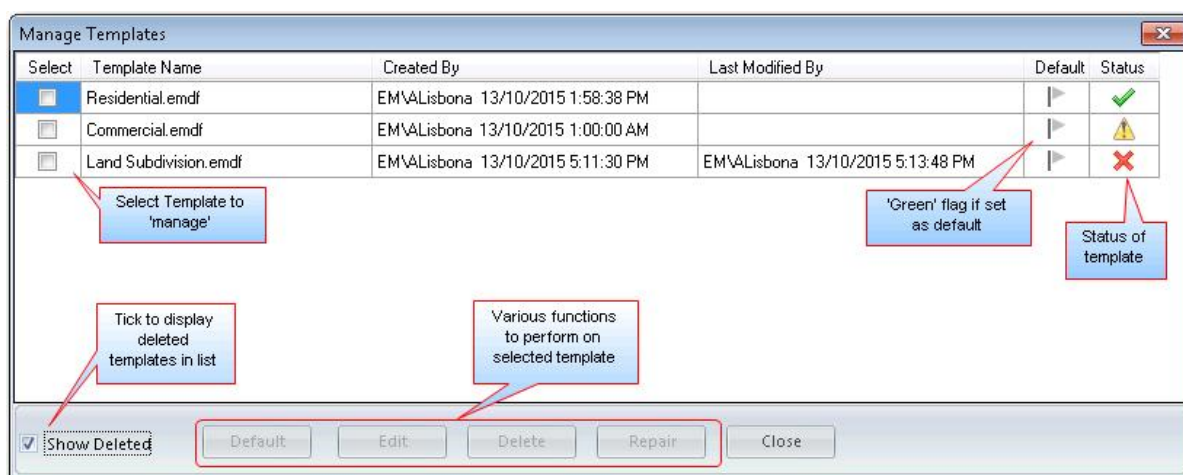 Manage Templates
Select Template Name Created By Last Modified By Default Status
Residential.emdf EM\ALisbona 13/10/2015 1:58:38 PM
Commercial.emdf EM\ALisbona 13/10/2015 1:00:00 AM
Land Subdivision.emdf EM\ALisbona 13/10/2015 5:11:30 PM EM\ALisbona 13/10/2015 5:13:48 PM
Select Template to
'manage'
'Green' flag if set
as default
Status of
template
Tick to display
deleted
templates in list
Various functions
to perform on
selected template
Show Deleted Default Edit Delete Repair Close